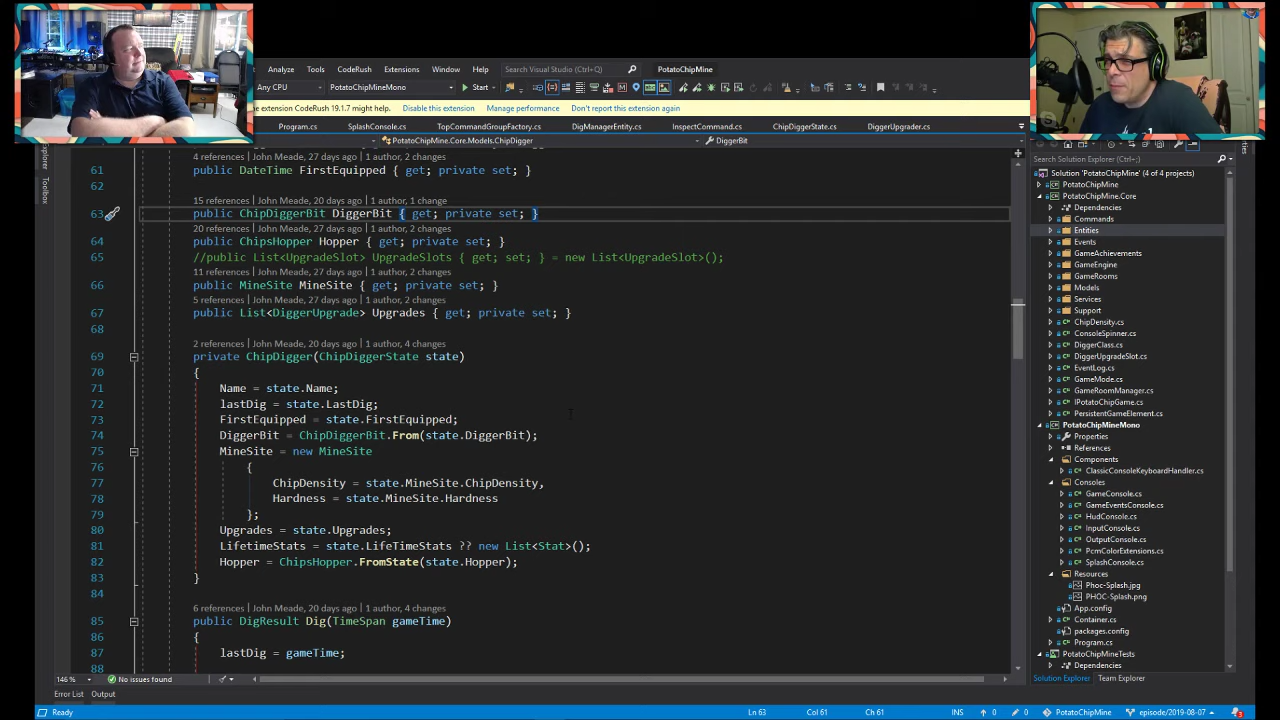 Analyze Tools CodeRush Extensions Window Help Search Visual Studio (Ctrl+Q) PotatoChipMine
Any CPU PotatoChipMineMono Start
the extension CodeRush 19.1.7 might help. Disable this extension Manage performance Don't report this again
Program.cs SplashConsole.cs TopCommandGroupFactory.cs DigManagerEntity.cs InspectCommand.cs ChipDiggerState.cs DiggerUpgrader.cs
PotatoChipMine.Core.Models.ChipDigger DiggerBit
Explorer
Toolbox
4 references | John Meade, 27 days ago | 1 author, 2 changes
61 public DateTime FirstEquipped { get; private set; }
62
15 references | John Meade, 20 days ago | 1 author, 1 change
63 public ChipDiggerBit DiggerBit { get; private set; }
20 references | John Meade, 27 days ago | 1 author, 2 changes
64 public ChipsHopper Hopper { get; private set; }
65 //public List<UpgradeSlot> UpgradeSlots { get; set; } = new List<UpgradeSlot>();
11 references | John Meade, 27 days ago | 1 author, 2 changes
66 public MineSite MineSite { get; private set; }
5 references | John Meade, 27 days ago | 1 author, 2 changes
67 public List<DiggerUpgrade> Upgrades { get; private set; }
68
2 references | John Meade, 20 days ago | 1 author, 4 changes
69 private ChipDigger(ChipDiggerState state)
70 {
71 Name = state.Name;
72 lastDig = state.LastDig;
73 FirstEquipped = state.FirstEquipped;
74 DiggerBit = ChipDiggerBit.From(state.DiggerBit);
75 MineSite = new MineSite
76 {
77 ChipDensity = state.MineSite.ChipDensity,
78 Hardness = state.MineSite.Hardness
79 };
80 Upgrades = state.Upgrades;
81 LifetimeStats = state.LifeTimeStats ?? new List<Stat>();
82 Hopper = ChipsHopper.FromState(state.Hopper);
83 }
84
6 references | John Meade, 20 days ago | 1 author, 4 changes
85 public DigResult Dig(TimeSpan gameTime)
86 {
87 lastDig = gameTime;
88
146 % No issues found
Error List Output
Ready Ln 63 Col 61 Ch 61 INS 0 0 PotatoChipMine episode/2019-08-07
Search Solution Explorer (Ctrl+;)
Solution 'PotatoChipMine' (4 of 4 projects)
PotatoChipMine
PotatoChipMine.Core
Dependencies
Commands
Entities
Events
GameAchievements
GameEngine
GameRooms
Models
Services
Support
ChipDensity.cs
ConsoleSpinner.cs
DiggerClass.cs
DiggerUpgradeSlot.cs
EventLog.cs
GameMode.cs
GameRoomManager.cs
IPotatoChipGame.cs
PersistentGameElement.cs
PotatoChipMineMono
Properties
References
Components
ClassicConsoleKeyboardHandler.cs
Consoles
GameConsole.cs
GameEventsConsole.cs
HudConsole.cs
InputConsole.cs
OutputConsole.cs
PcmColorExtensions.cs
SplashConsole.cs
Resources
Phoc-Splash.jpg
PHOC-Splash.png
App.config
Container.cs
packages.config
Program.cs
PotatoChipMineTests
Dependencies
Solution Explorer Team Explorer